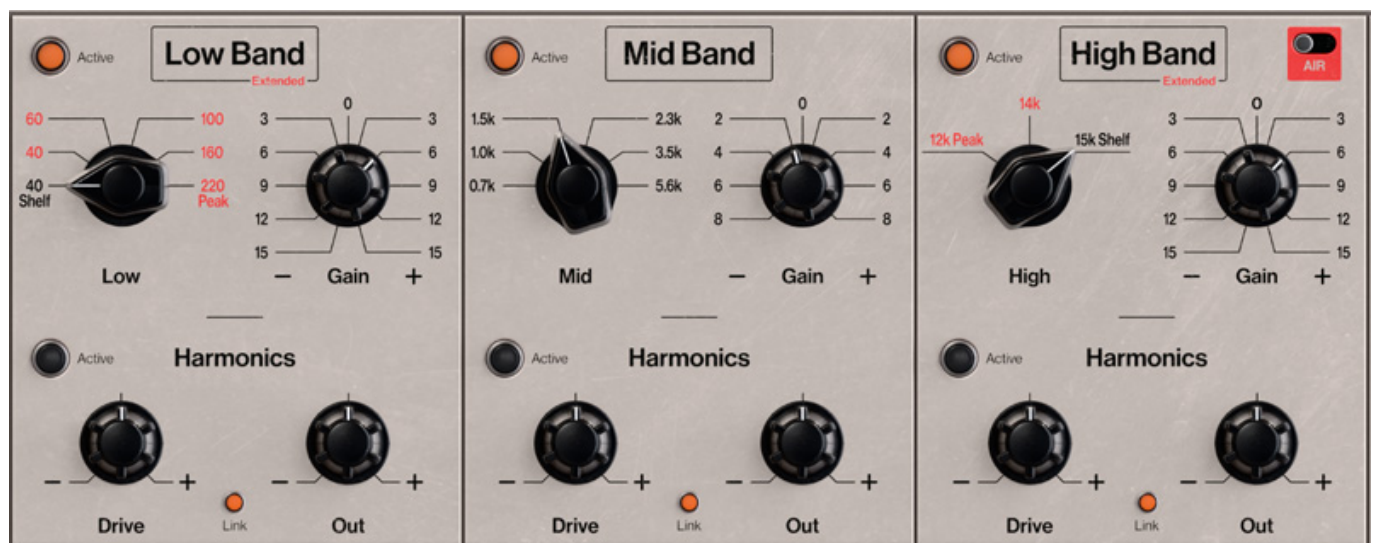 Active
Low Band
Extended
60
40
40
Shelf
100
160
220
Peak
Low
0
3 3
6 6
9 9
12 12
15 15
− Gain +
Active
Harmonics
− +
Drive
Link
− +
Out
Active
Mid Band
1.5k
1.0k
0.7k
2.3k
3.5k
5.6k
Mid
0
2 2
4 4
6 6
8 8
− Gain +
Active
Harmonics
− +
Drive
Link
− +
Out
Active
High Band
Extended
AIR
14k
12k Peak
15k Shelf
High
0
3 3
6 6
9 9
12 12
15 15
− Gain +
Active
Harmonics
− +
Drive
Link
− +
Out